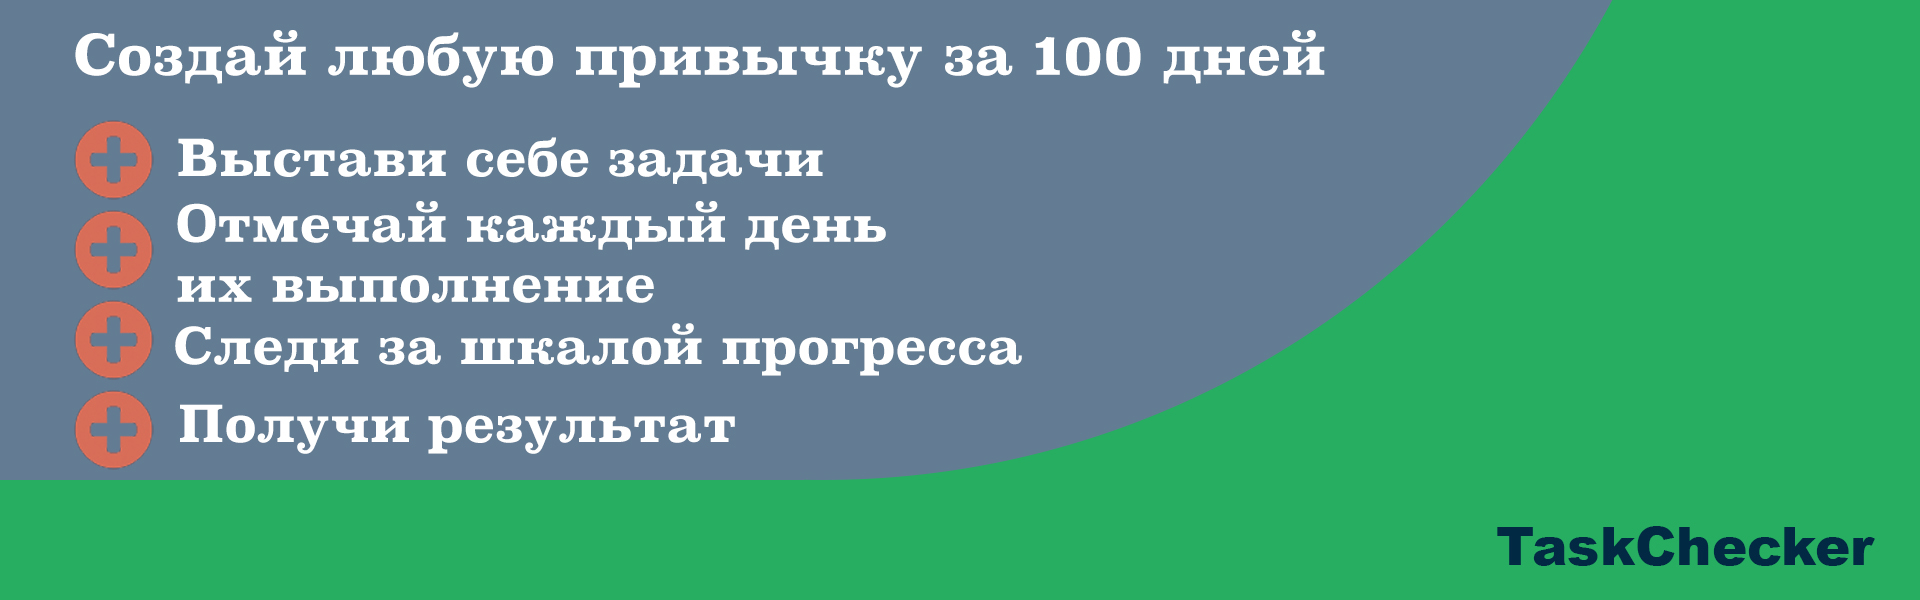 Создай любую привычку за 100 дней
Выстави себе задачи
Отмечай каждый день
их выполнение
Следи за шкалой прогресса
Получи результат
TaskChecker